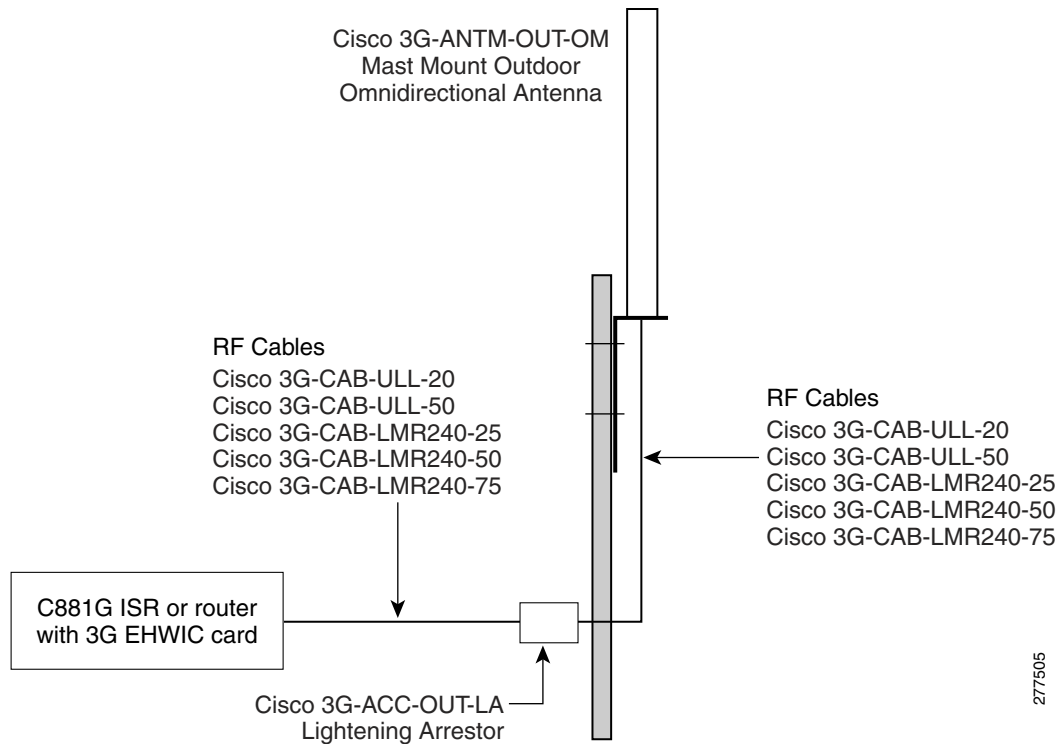 Cisco 3G-ANTM-OUT-OM
Mast Mount Outdoor
Omnidirectional Antenna
RF Cables
Cisco 3G-CAB-ULL-20
Cisco 3G-CAB-ULL-50
Cisco 3G-CAB-LMR240-25
Cisco 3G-CAB-LMR240-50
Cisco 3G-CAB-LMR240-75
RF Cables
Cisco 3G-CAB-ULL-20
Cisco 3G-CAB-ULL-50
Cisco 3G-CAB-LMR240-25
Cisco 3G-CAB-LMR240-50
Cisco 3G-CAB-LMR240-75
C881G ISR or router
with 3G EHWIC card
Cisco 3G-ACC-OUT-LA
Lightening Arrestor
277505